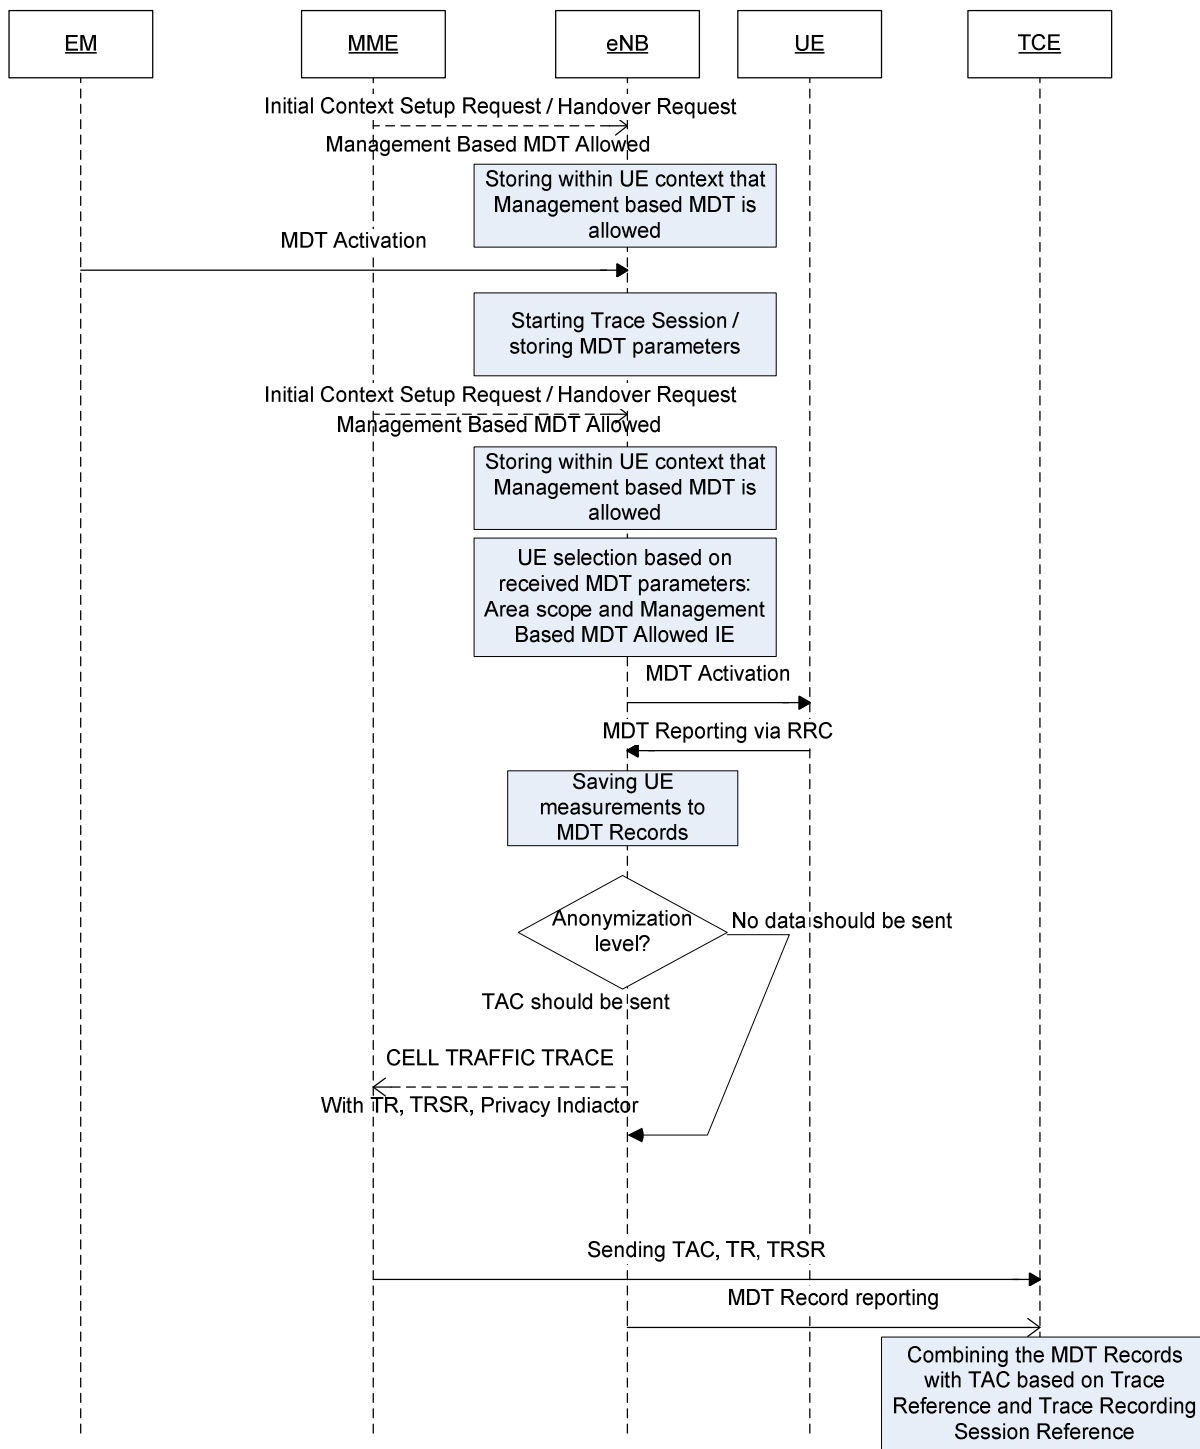 EM
MME
eNB
UE
TCE
Initial Context Setup Request / Handover Request
Management Based MDT Allowed
Storing within UE context that
Management based MDT is
allowed
MDT Activation
Starting Trace Session /
storing MDT parameters
Initial Context Setup Request / Handover Request
Management Based MDT Allowed
Storing within UE context that
Management based MDT is
allowed
UE selection based on
received MDT parameters:
Area scope and Management
Based MDT Allowed IE
MDT Activation
MDT Reporting via RRC
Saving UE
measurements to
MDT Records
Anonymization
level?
No data should be sent
TAC should be sent
CELL TRAFFIC TRACE
With TR, TRSR, Privacy Indiactor
Sending TAC, TR, TRSR
MDT Record reporting
Combining the MDT Records
with TAC based on Trace
Reference and Trace Recording
Session Reference